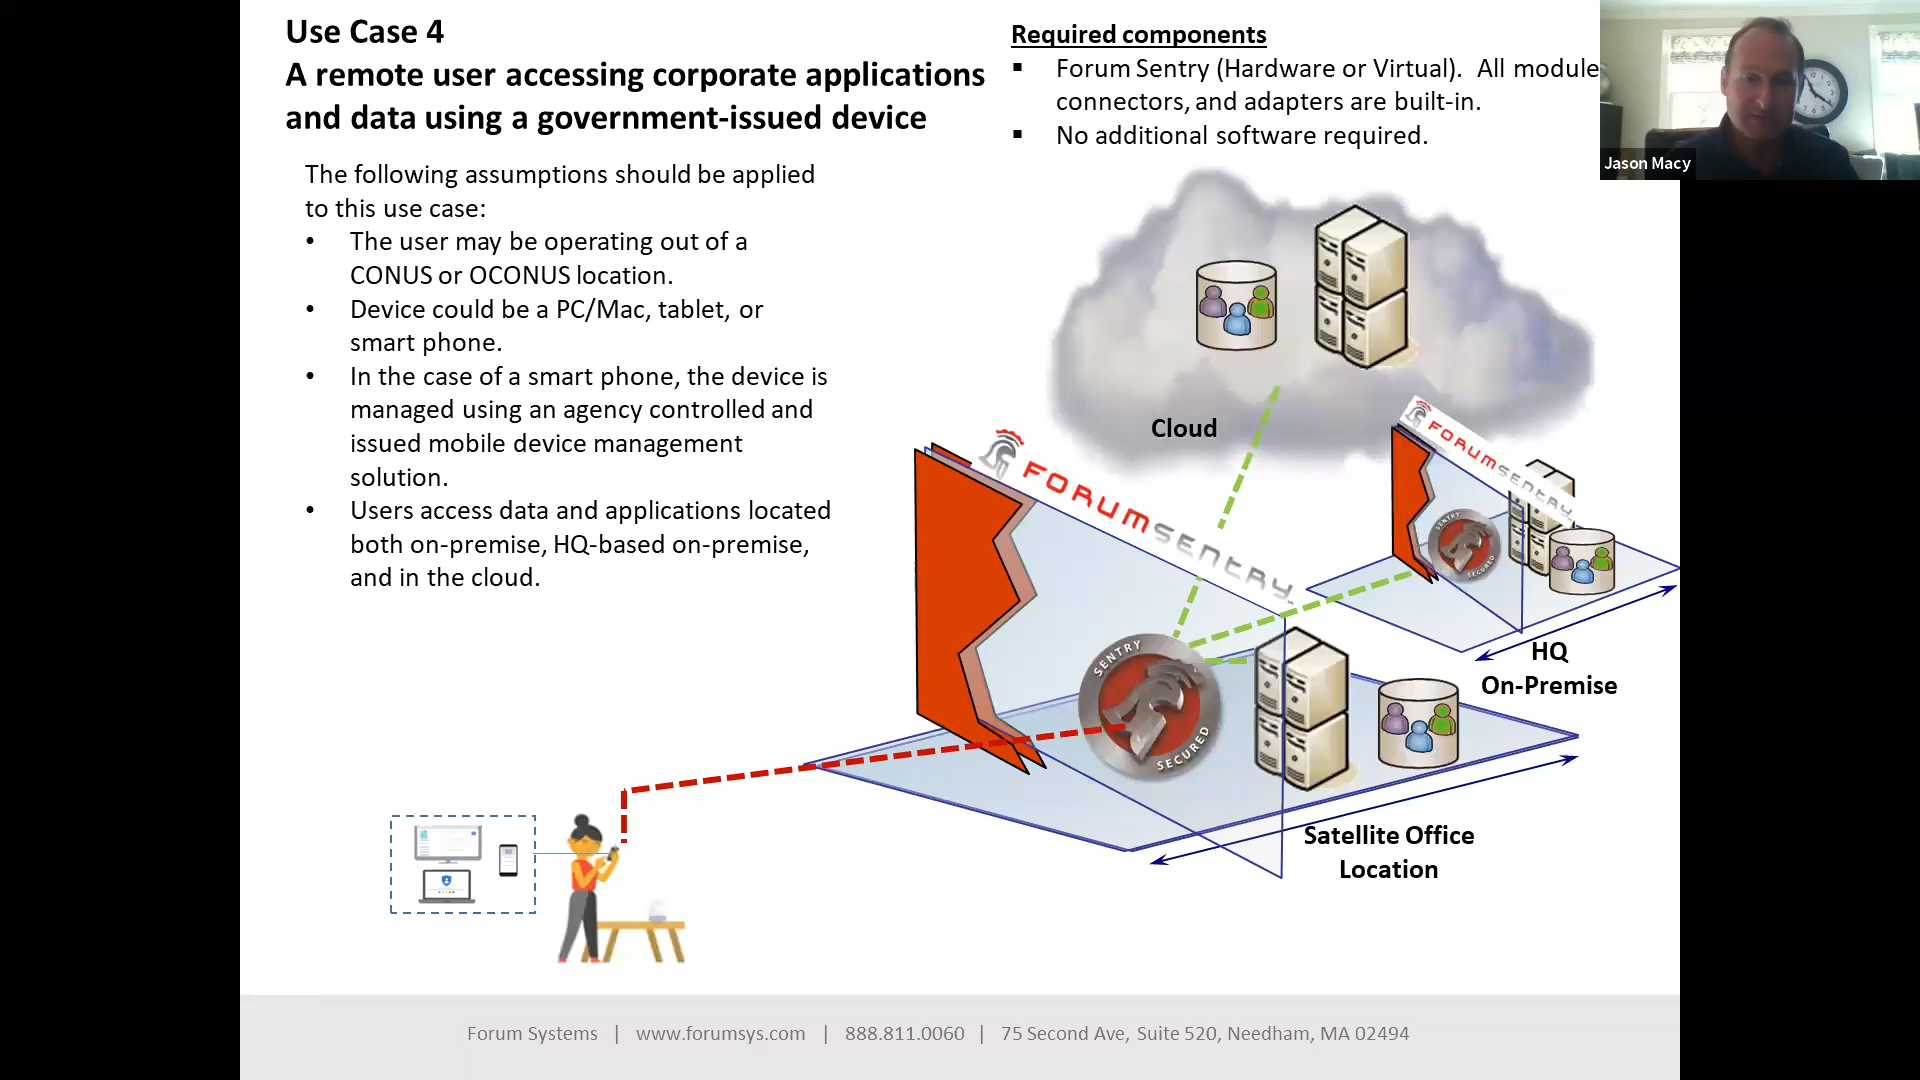 Use Case 4
A remote user accessing corporate applications
and data using a government-issued device
The following assumptions should be applied
to this use case:
• The user may be operating out of a
CONUS or OCONUS location.
• Device could be a PC/Mac, tablet, or
smart phone.
• In the case of a smart phone, the device is
managed using an agency controlled and
issued mobile device management
solution.
• Users access data and applications located
both on-premise, HQ-based on-premise,
and in the cloud.
Required components
▪ Forum Sentry (Hardware or Virtual). All module
connectors, and adapters are built-in.
▪ No additional software required.
Jason Macy
Cloud
FORUMSENTRY
FORUMSENTRY
SENTRY
SECURED
HQ
On-Premise
SENTRY
SECURED
Satellite Office
Location
Forum Systems | www.forumsys.com | 888.811.0060 | 75 Second Ave, Suite 520, Needham, MA 02494